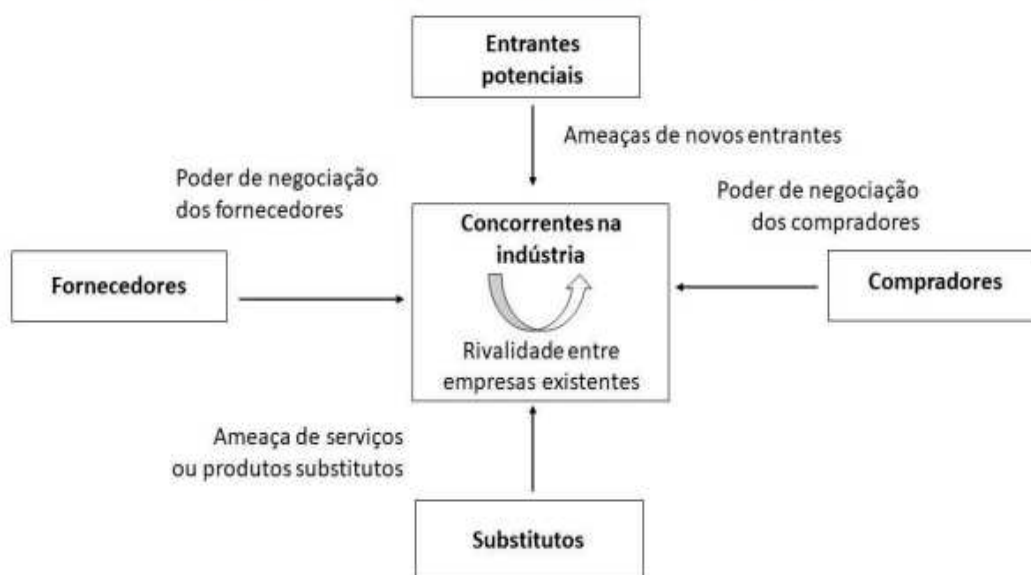 Entrantes
potenciais
Ameaças de novos entrantes
Poder de negociação
dos fornecedores
Poder de negociação
dos compradores
Concorrentes na
indústria
Fornecedores
Compradores
Rivalidade entre
empresas existentes
Ameaça de serviços
ou produtos substitutos
Substitutos